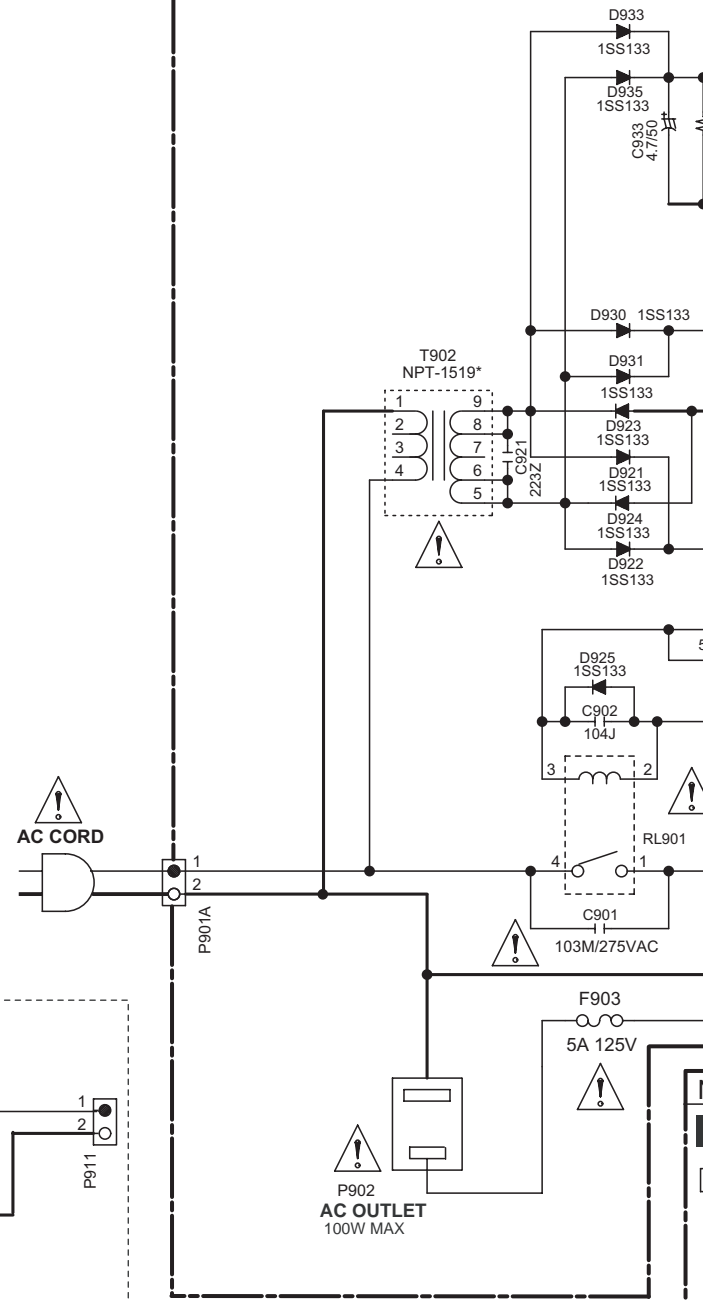 D933
1SS133
D935
1SS133
C933
4.7/50
D930 1SS133
D931
1SS133
T902
NPT-1519*
1
2
3
4
9
8
7
6
5
C921
223Z
D923
1SS133
D921
1SS133
D924
1SS133
D922
1SS133
5
D925
1SS133
C902
104J
3
2
RL901
4
1
C901
103M/275VAC
AC CORD
1
2
P901A
F903
5A 125V
1
2
P911
P902
AC OUTLET
100W MAX